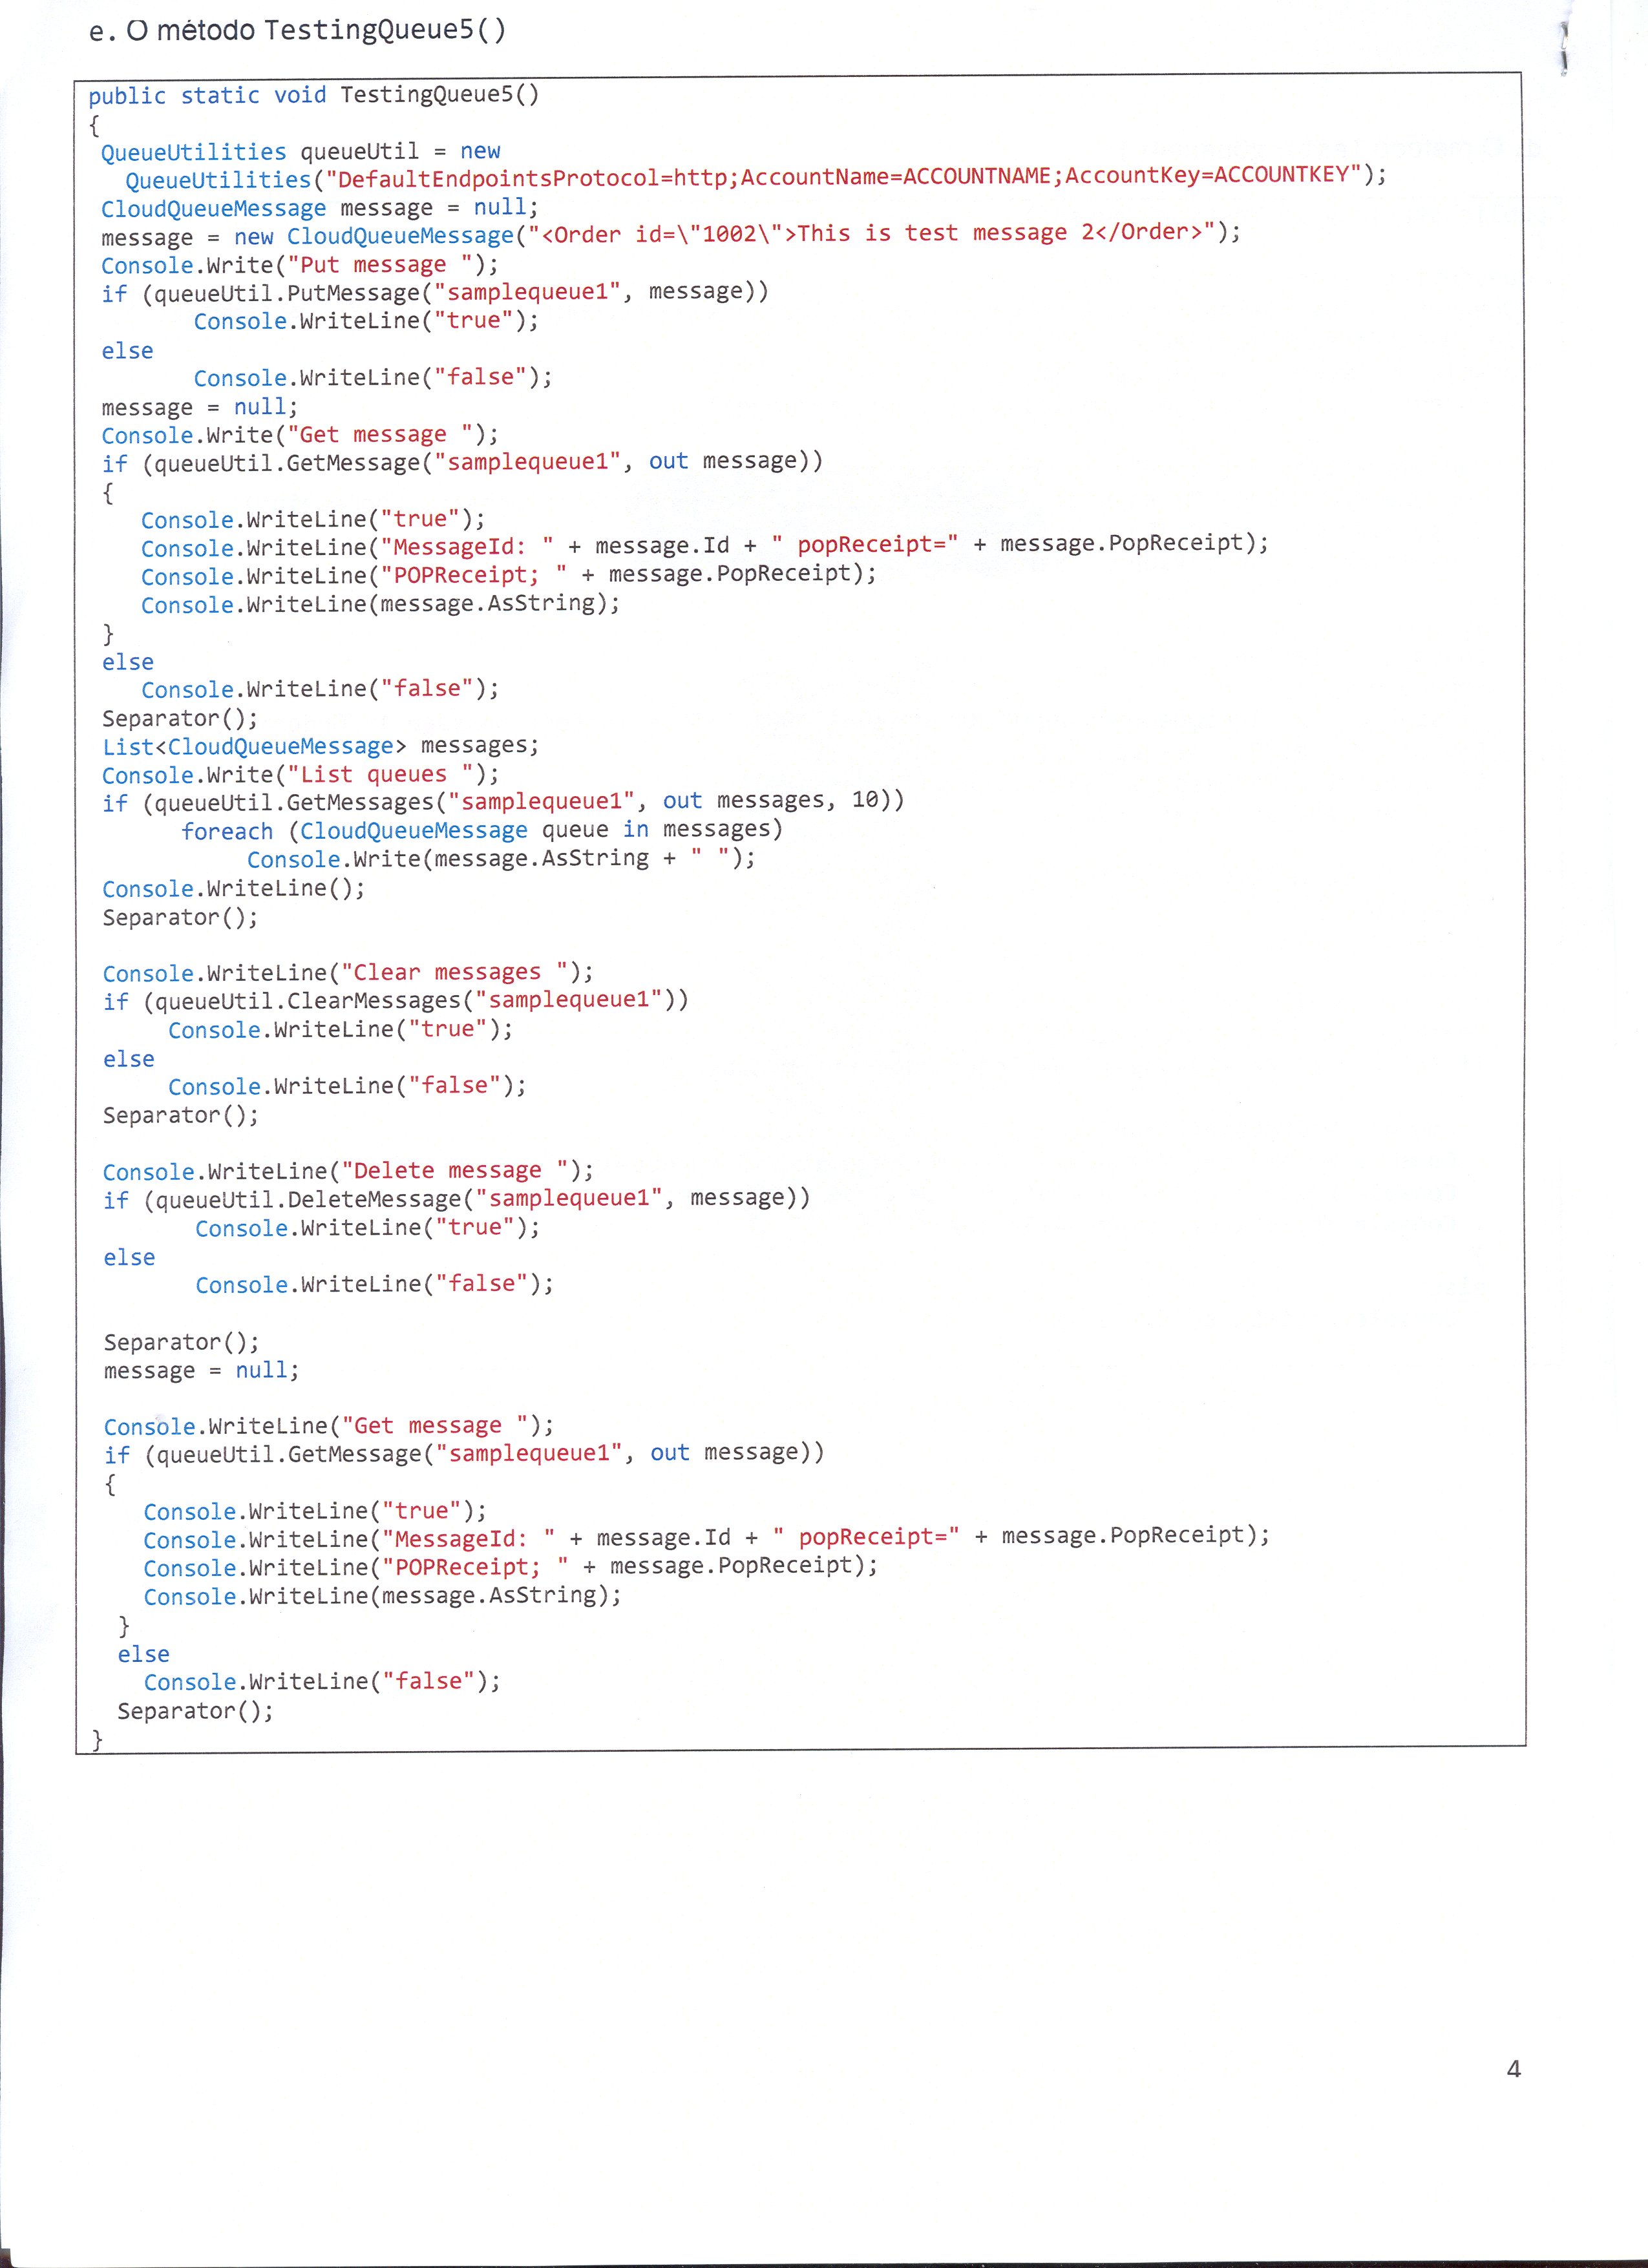 e. O método TestingQueue5()
public static void TestingQueue5()
{
QueueUtilities queueUtil = new
QueueUtilities("DefaultEndpointsProtocol=http;AccountName=ACCOUNTNAME;AccountKey=ACCOUNTKEY");
CloudQueueMessage message = null;
message = new CloudQueueMessage("<Order id=\"1002\">This is test message 2</Order>");
Console.Write("Put message ");
if (queueUtil.PutMessage("samplequeue1", message))
Console.WriteLine("true");
else
Console.WriteLine("false");
message = null;
Console.Write("Get message ");
if (queueUtil.GetMessage("samplequeue1", out message))
{
Console.WriteLine("true");
Console.WriteLine("MessageId: " + message.Id + " popReceipt=" + message.PopReceipt);
Console.WriteLine("POPReceipt; " + message.PopReceipt);
Console.WriteLine(message.AsString);
}
else
Console.WriteLine("false");
Separator();
List<CloudQueueMessage> messages;
Console.Write("List queues ");
if (queueUtil.GetMessages("samplequeue1", out messages, 10))
foreach (CloudQueueMessage queue in messages)
Console.Write(message.AsString + " ");
Console.WriteLine();
Separator();
Console.WriteLine("Clear messages ");
if (queueUtil.ClearMessages("samplequeue1"))
Console.WriteLine("true");
else
Console.WriteLine("false");
Separator();
Console.WriteLine("Delete message ");
if (queueUtil.DeleteMessage("samplequeue1", message))
Console.WriteLine("true");
else
Console.WriteLine("false");
Separator();
message = null;
Console.WriteLine("Get message ");
if (queueUtil.GetMessage("samplequeue1", out message))
{
Console.WriteLine("true");
Console.WriteLine("MessageId: " + message.Id + " popReceipt=" + message.PopReceipt);
Console.WriteLine("POPReceipt; " + message.PopReceipt);
Console.WriteLine(message.AsString);
}
else
Console.WriteLine("false");
Separator();
}
4